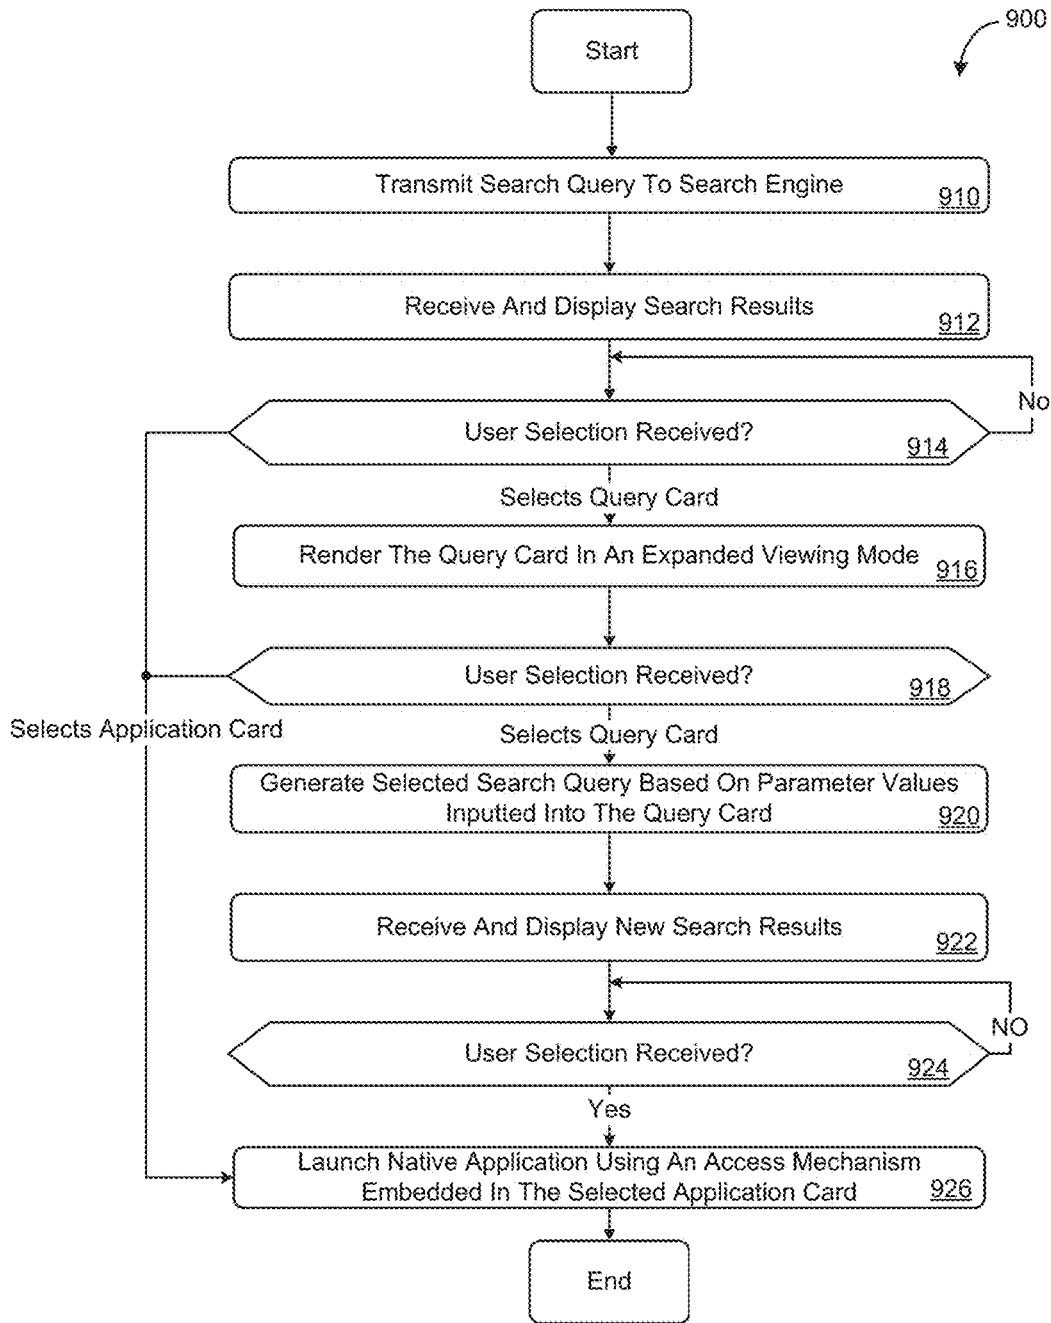 900
Start
Transmit Search Query To Search Engine
910
Receive And Display Search Results
912
No
User Selection Received?
914
Selects Query Card
Render The Query Card In An Expanded Viewing Mode
916
User Selection Received?
918
Selects Application Card
Selects Query Card
Generate Selected Search Query Based On Parameter Values
Inputted Into The Query Card
920
Receive And Display New Search Results
922
NO
User Selection Received?
924
Yes
Launch Native Application Using An Access Mechanism
Embedded In The Selected Application Card
926
End